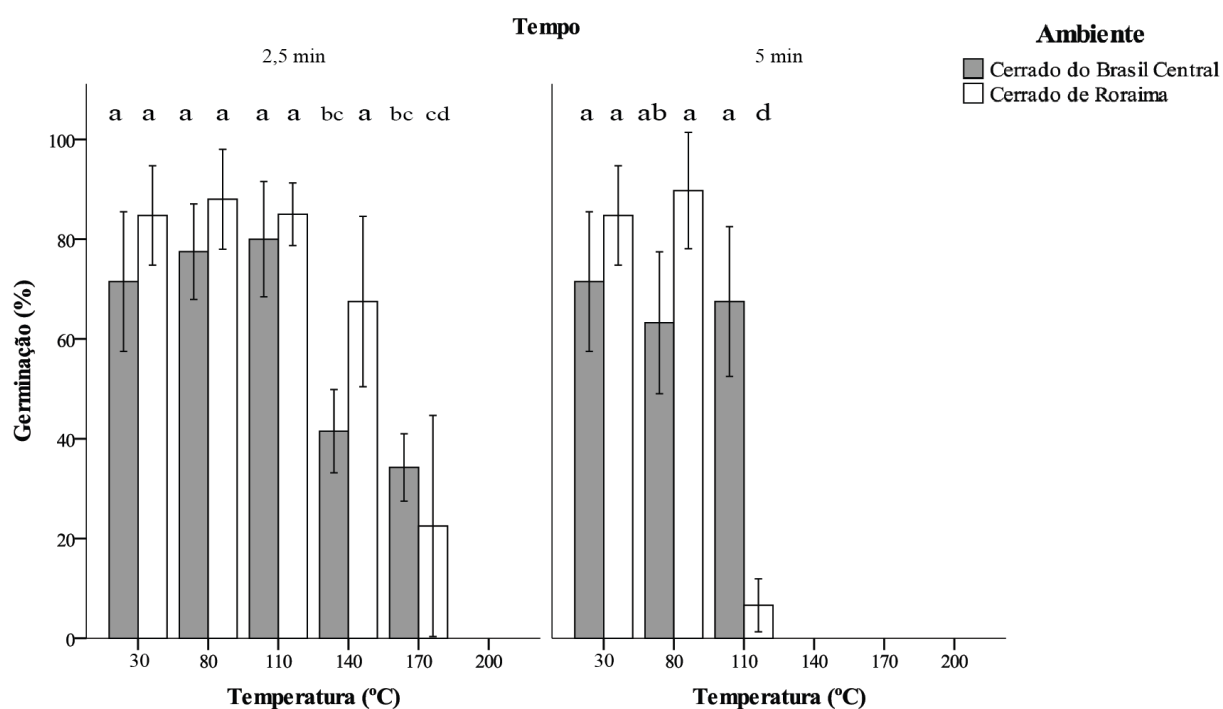 Tempo
2,5 min
5 min
Ambiente
Cerrado do Brasil Central
Cerrado de Roraima
a a a a a a bc a bc cd
a a ab a a d
Germinação (%)
100
80
60
40
20
0
30 80 110 140 170 200
30 80 110 140 170 200
Temperatura (ºC)
Temperatura (ºC)